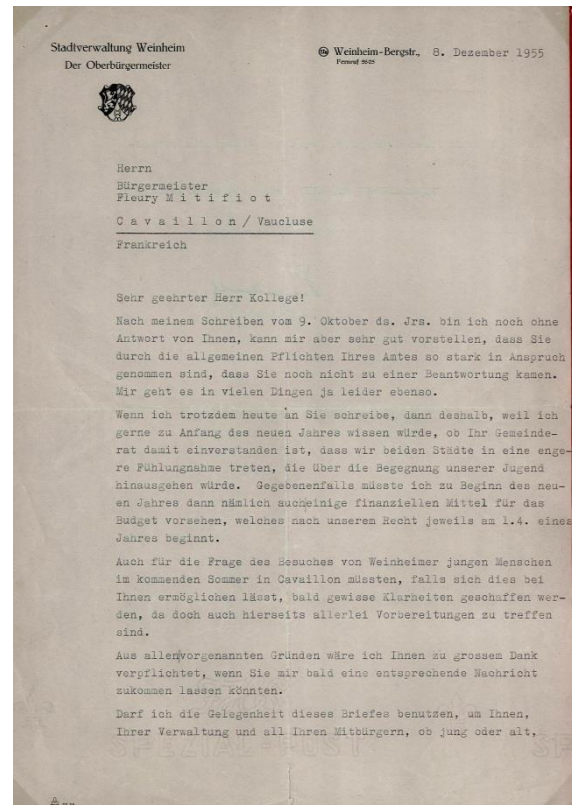 Stadtverwaltung Weinheim
Der Oberbürgermeister
Weinheim-Bergstr., 8. Dezember 1955
Fernruf 2625
Herrn
Bürgermeister
Fleury M i t i f i o t
C a v a i l l o n / Vaucluse
Frankreich
Sehr geehrter Herr Kollege!
Nach meinem Schreiben vom 9. Oktober ds. Jrs. bin ich noch ohne
Antwort von Ihnen, kann mir aber sehr gut vorstellen, dass Sie
durch die allgemeinen Pflichten Ihres Amtes so stark in Anspruch
genommen sind, dass Sie noch nicht zu einer Beantwortung kamen.
Mir geht es in vielen Dingen ja leider ebenso.
Wenn ich trotzdem heute an Sie schreibe, dann deshalb, weil ich
gerne zu Anfang des neuen Jahres wissen würde, ob Ihr Gemeinde-
rat damit einverstanden ist, dass wir beiden Städte in eine enge-
re Fühlungnahme treten, die über die Begegnung unserer Jugend
hinausgehen würde. Gegebenenfalls müsste ich zu Beginn des neu-
en Jahres dann nämlich auch einige finanziellen Mittel für das
Budget vorsehen, welches nach unserem Recht jeweils am 1.4. eines
Jahres beginnt.
Auch für die Frage des Besuches von Weinheimer jungen Menschen
im kommenden Sommer in Cavaillon müssten, falls sich dies bei
Ihnen ermöglichen lässt, bald gewisse Klarheiten geschaffen wer-
den, da doch auch hierseits allerlei Vorbereitungen zu treffen
sind.
Aus allen vorgenannten Gründen wäre ich Ihnen zu grossem Dank
verpflichtet, wenn Sie mir bald eine entsprechende Nachricht
zukommen lassen könnten.
Darf ich die Gelegenheit dieses Briefes benutzen, um Ihnen,
Ihrer Verwaltung und all Ihren Mitbürgern, ob jung oder alt,
SPEZIAL-POST